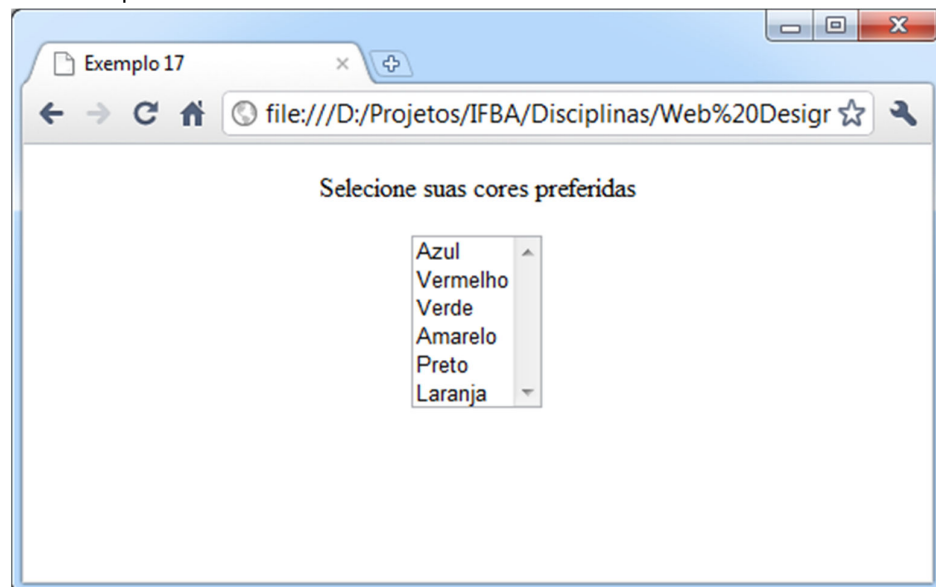 Exemplo 17
file:///D:/Projetos/IFBA/Disciplinas/Web%20Desigr
Selecione suas cores preferidas
Azul
Vermelho
Verde
Amarelo
Preto
Laranja